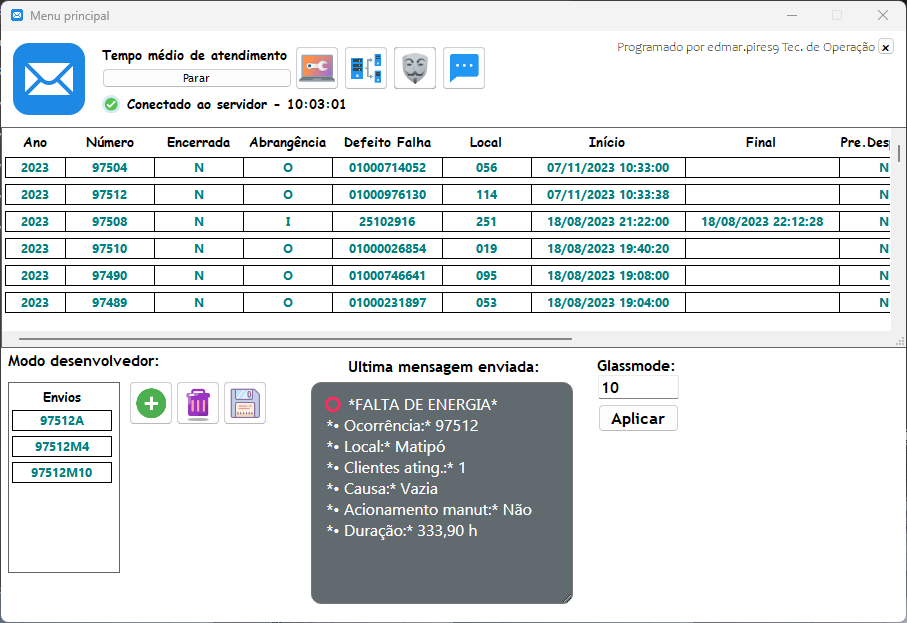 Menu principal
Programado por edmar.pires9 Tec. de Operação x
Tempo médio de atendimento
Parar
Conectado ao servidor - 10:03:01
Ano Número Encerrada Abrangência Defeito Falha Local Início Final Pre.Des
2023 97504 N O 01000714052 056 07/11/2023 10:33:00 N
2023 97512 N O 01000976130 114 07/11/2023 10:33:38 N
2023 97508 N I 25102916 251 18/08/2023 21:22:00 18/08/2023 22:12:28 N
2023 97510 N O 01000026854 019 18/08/2023 19:40:20 N
2023 97490 N O 01000746641 095 18/08/2023 19:08:00 N
2023 97489 N O 01000231897 053 18/08/2023 19:04:00 N
Modo desenvolvedor:
Envios
97512A
97512M4
97512M10
Ultima mensagem enviada:
⭕ *FALTA DE ENERGIA*
*• Ocorrência:* 97512
*• Local:* Matipó
*• Clientes ating.:* 1
*• Causa:* Vazia
*• Acionamento manut:* Não
*• Duração:* 333,90 h
Glassmode:
10
Aplicar